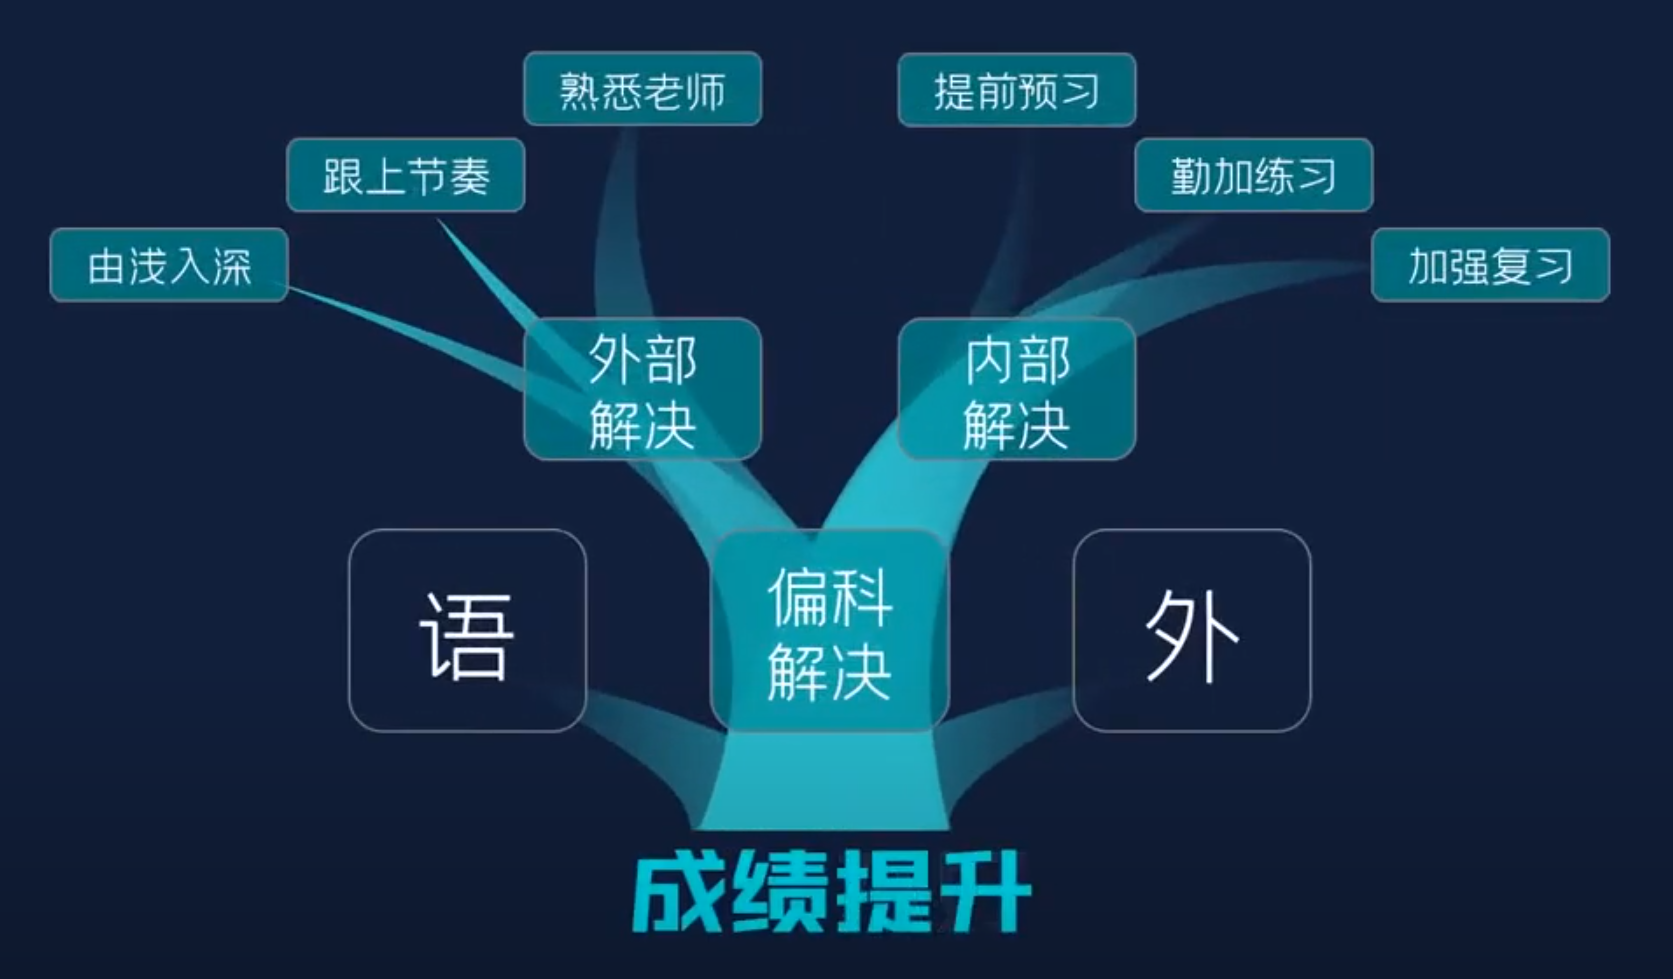 熟悉老师
提前预习
跟上节奏
勤加练习
由浅入深
加强复习
外部
解决
内部
解决
语
偏科
解决
外
成绩提升